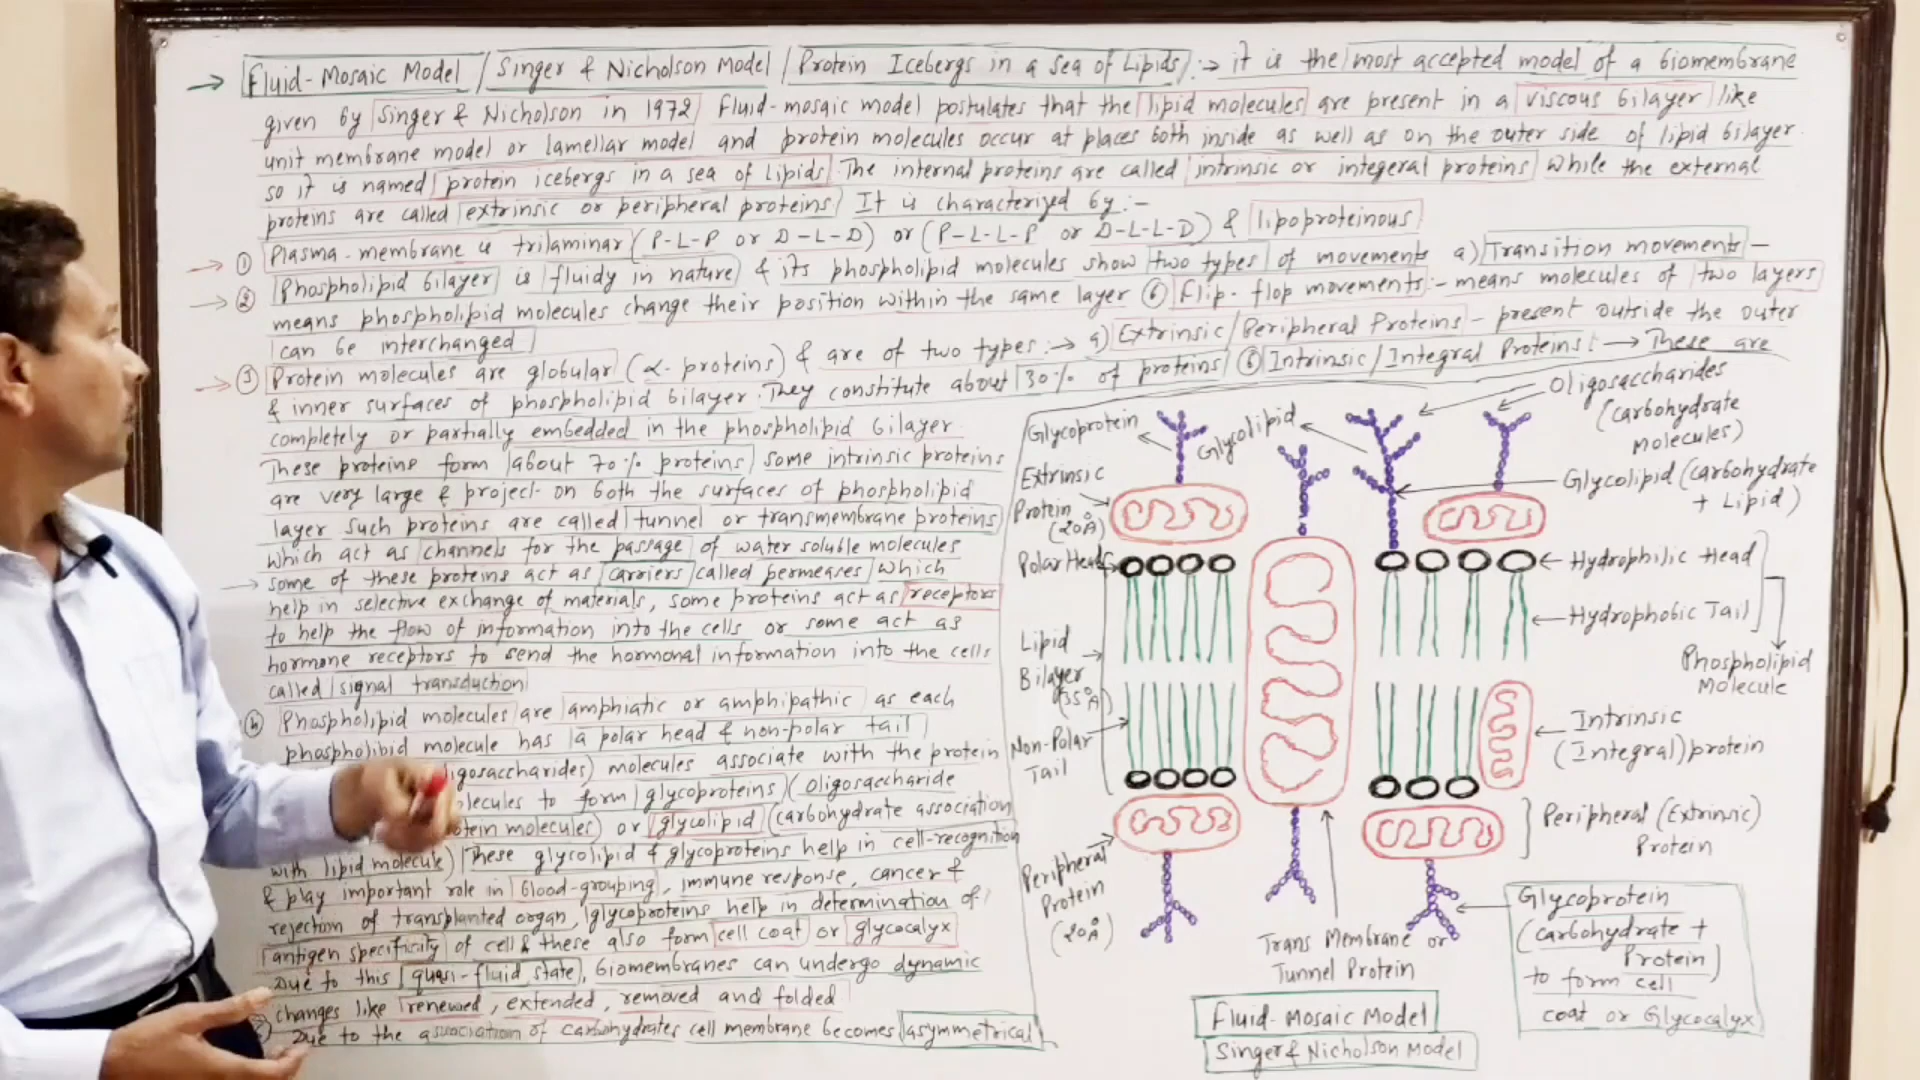 → Fluid-Mosaic Model / Singer & Nicholson Model / Protein Icebergs in a Sea of Lipids :→ it is the most accepted model of a biomembrane
given by Singer & Nicholson in 1972 Fluid-mosaic model postulates that the lipid molecules are present in a viscous bilayer like
unit membrane model or lamellar model and protein molecules occur at places both inside as well as on the outer side of lipid bilayer
so it is named protein icebergs in a sea of Lipids. The internal proteins are called intrinsic or integeral proteins while the external
proteins are called extrinsic or peripheral proteins It is characterized by:-
→ ① Plasma-membrane is trilaminar (P-L-P or D-L-D) or (P-L-L-P or D-L-L-D) & lipoproteinous
→ ② Phospholipid bilayer is fluidy in nature & its phospholipid molecules show two types of movements a) Transition movements -
means phospholipid molecules change their position within the same layer ⓑ Flip-flop movements:- means molecules of two layers
can be interchanged
→ ③ Protein molecules are globular (α-proteins) & are of two types:→ a) Extrinsic/Peripheral Proteins - present outside the outer
& inner surfaces of phospholipid bilayer. They constitute about 30% of proteins ⓑ Intrinsic/Integral Proteins:→ These are
completely or partially embedded in the phospholipid bilayer
These proteins form about 70% proteins some intrinsic proteins
are very large & project on both the surfaces of phospholipid
layer such proteins are called tunnel or transmembrane proteins
which act as channels for the passage of water soluble molecules
→ some of these proteins act as carriers called permeases which
help in selective exchange of materials, some proteins act as receptors
to help the flow of information into the cells or some act as
hormone receptors to send the hormonal information into the cells
called signal transduction
Phospholipid molecules are amphiatic or amphipathic as each
phospholipid molecule has a polar head & non-polar tail
igosaccharides) molecules associate with the protein
lecules to form glycoproteins (oligosaccharide
tein molecules) or glycolipid (carbohydrate association
with lipid molecule) These glycolipid & glycoproteins help in cell-recognition
& play important role in blood-grouping, immune response, cancer &
rejection of transplanted organ, glycoproteins help in determination of
antigen specificity of cell & these also form cell coat or glycocalyx
Due to this quasi-fluid state, biomembranes can undergo dynamic
changes like renewed, extended, removed and folded
Due to the association of carbohydrates cell membrane becomes asymmetrical
Glycoprotein
Glycolipid
Oligosaccharides
(carbohydrate
molecules)
Extrinsic
Protein
(20Å)
Glycolipid (carbohydrate
+ Lipid)
Polar Heads
Hydrophilic Head
Hydrophobic Tail
Phospholipid
Molecule
Lipid
Bilayer
(35Å)
Non-Polar
Tail
Intrinsic
(Integral) protein
Peripheral (Extrinsic)
Protein
Peripheral
Protein
(20Å)
Trans Membrane or
Tunnel Protein
Glycoprotein
(carbohydrate +
Protein)
to form cell
coat or Glycocalyx
Fluid-Mosaic Model
Singer & Nicholson Model